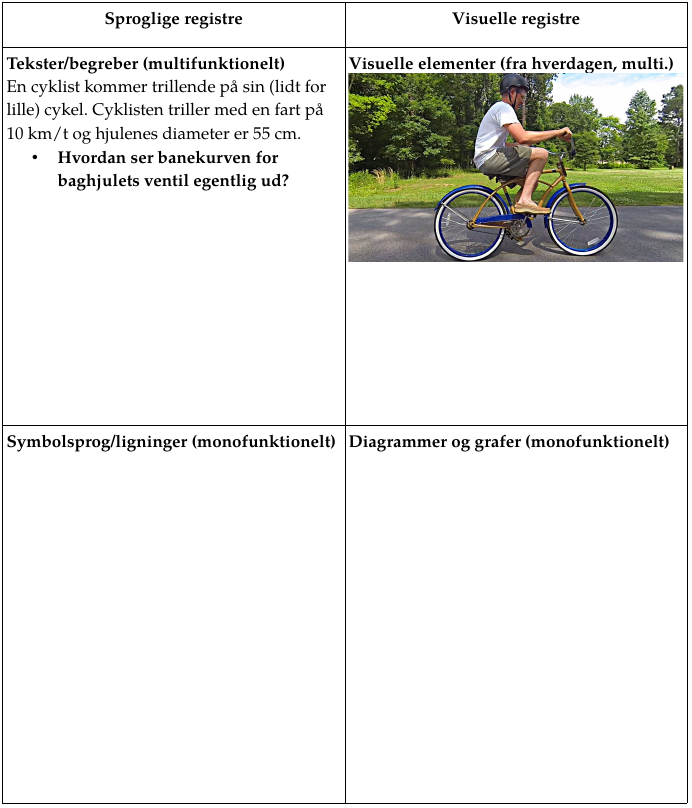 Sproglige registre
Visuelle registre
Tekster/begreber (multifunktionelt)
En cyklist kommer trillende på sin (lidt for
lille) cykel. Cyklisten triller med en fart på
10 km/t og hjulenes diameter er 55 cm.
• Hvordan ser banekurven for
baghjulets ventil egentlig ud?
Visuelle elementer (fra hverdagen, multi.)
Symbolsprog/ligninger (monofunktionelt)
Diagrammer og grafer (monofunktionelt)